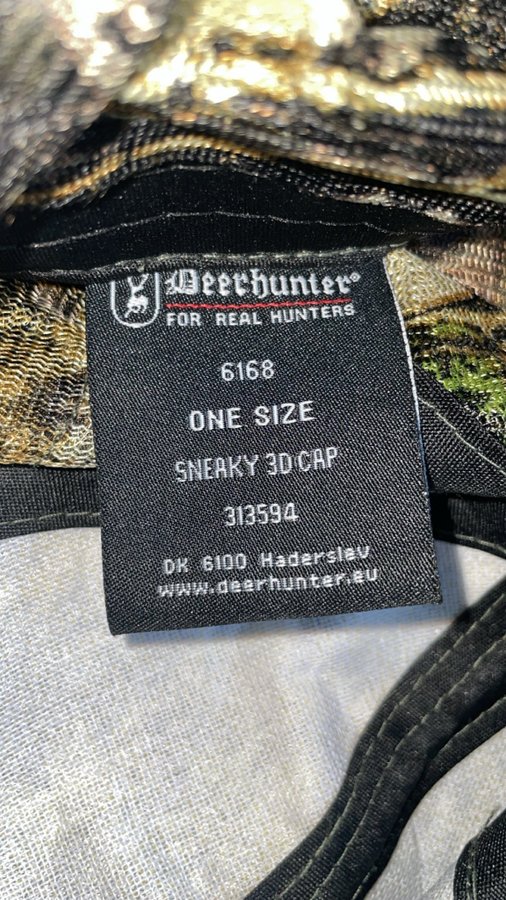 Deerhunter®
FOR REAL HUNTERS
6168
ONE SIZE
SNEAKY 3D CAP
313594
DK 6100 Haderslev
www.deerhunter.eu